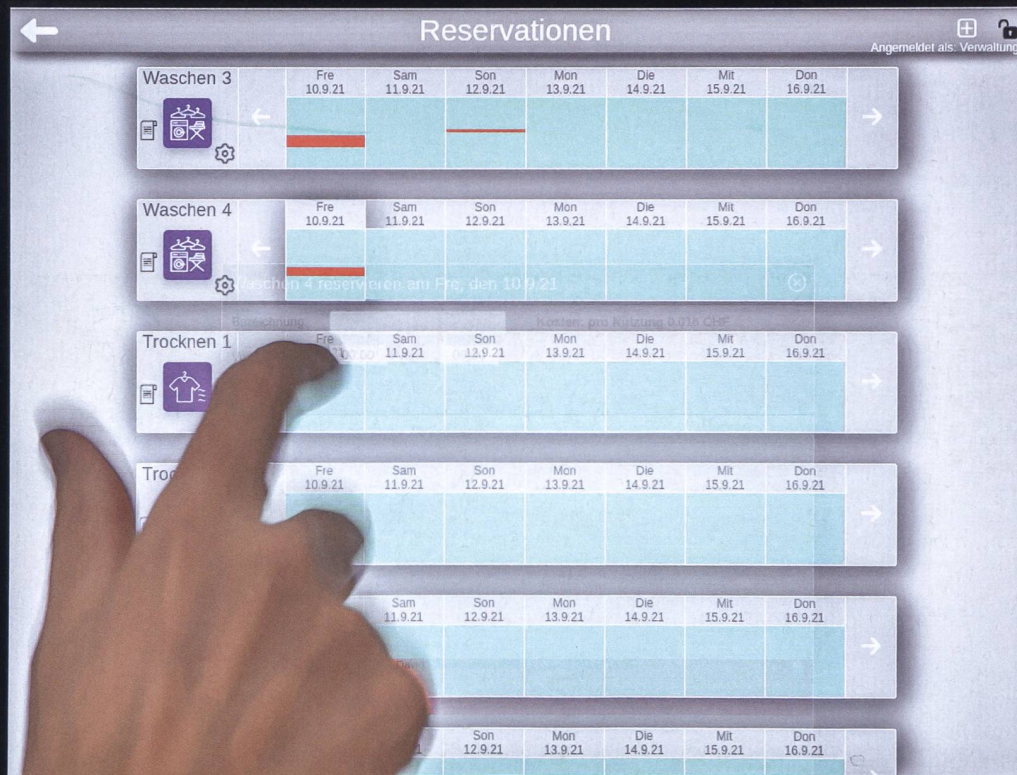 Reservationen
Angemeldet als: Verwaltung
Waschen 3
Fre Sam Son Mon Die Mit Don
10.9.21 11.9.21 12.9.21 13.9.21 14.9.21 15.9.21 16.9.21
Waschen 4
Fre Sam Son Mon Die Mit Don
10.9.21 11.9.21 12.9.21 13.9.21 14.9.21 15.9.21 16.9.21
Waschen 4 reservieren am Fre, den 10.9.21
Bezeichnung Kosten: pro Nutzung 0.016 CHF
Trocknen 1
Fre Sam Son Mon Die Mit Don
11.9.21 12.9.21 13.9.21 14.9.21 15.9.21 16.9.21
Fre Sam Son Mon Die Mit Don
10.9.21 11.9.21 12.9.21 13.9.21 14.9.21 15.9.21 16.9.21
Sam Son Mon Die Mit Don
11.9.21 12.9.21 13.9.21 14.9.21 15.9.21 16.9.21
Son Mon Die Mit Don
12.9.21 13.9.21 14.9.21 15.9.21 16.9.21